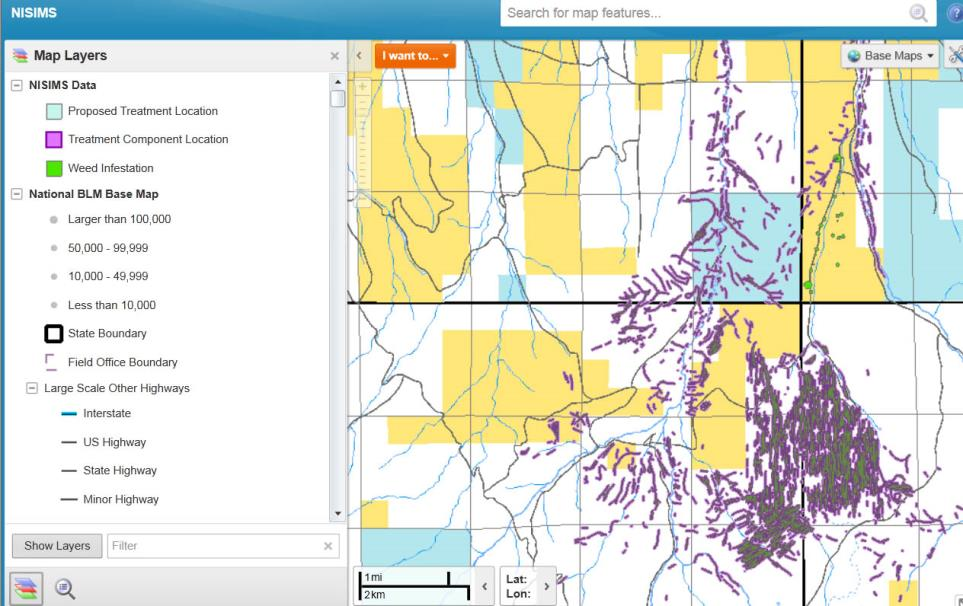 NISIMS
Search for map features...
?
Map Layers
×
<
I want to...
Base Maps
NISIMS Data
Proposed Treatment Location
Treatment Component Location
Weed Infestation
National BLM Base Map
Larger than 100,000
50,000 - 99,999
10,000 - 49,999
Less than 10,000
State Boundary
Field Office Boundary
Large Scale Other Highways
Interstate
US Highway
State Highway
Minor Highway
Show Layers
Filter
×
1mi
2km
<
Lat:
Lon:
>